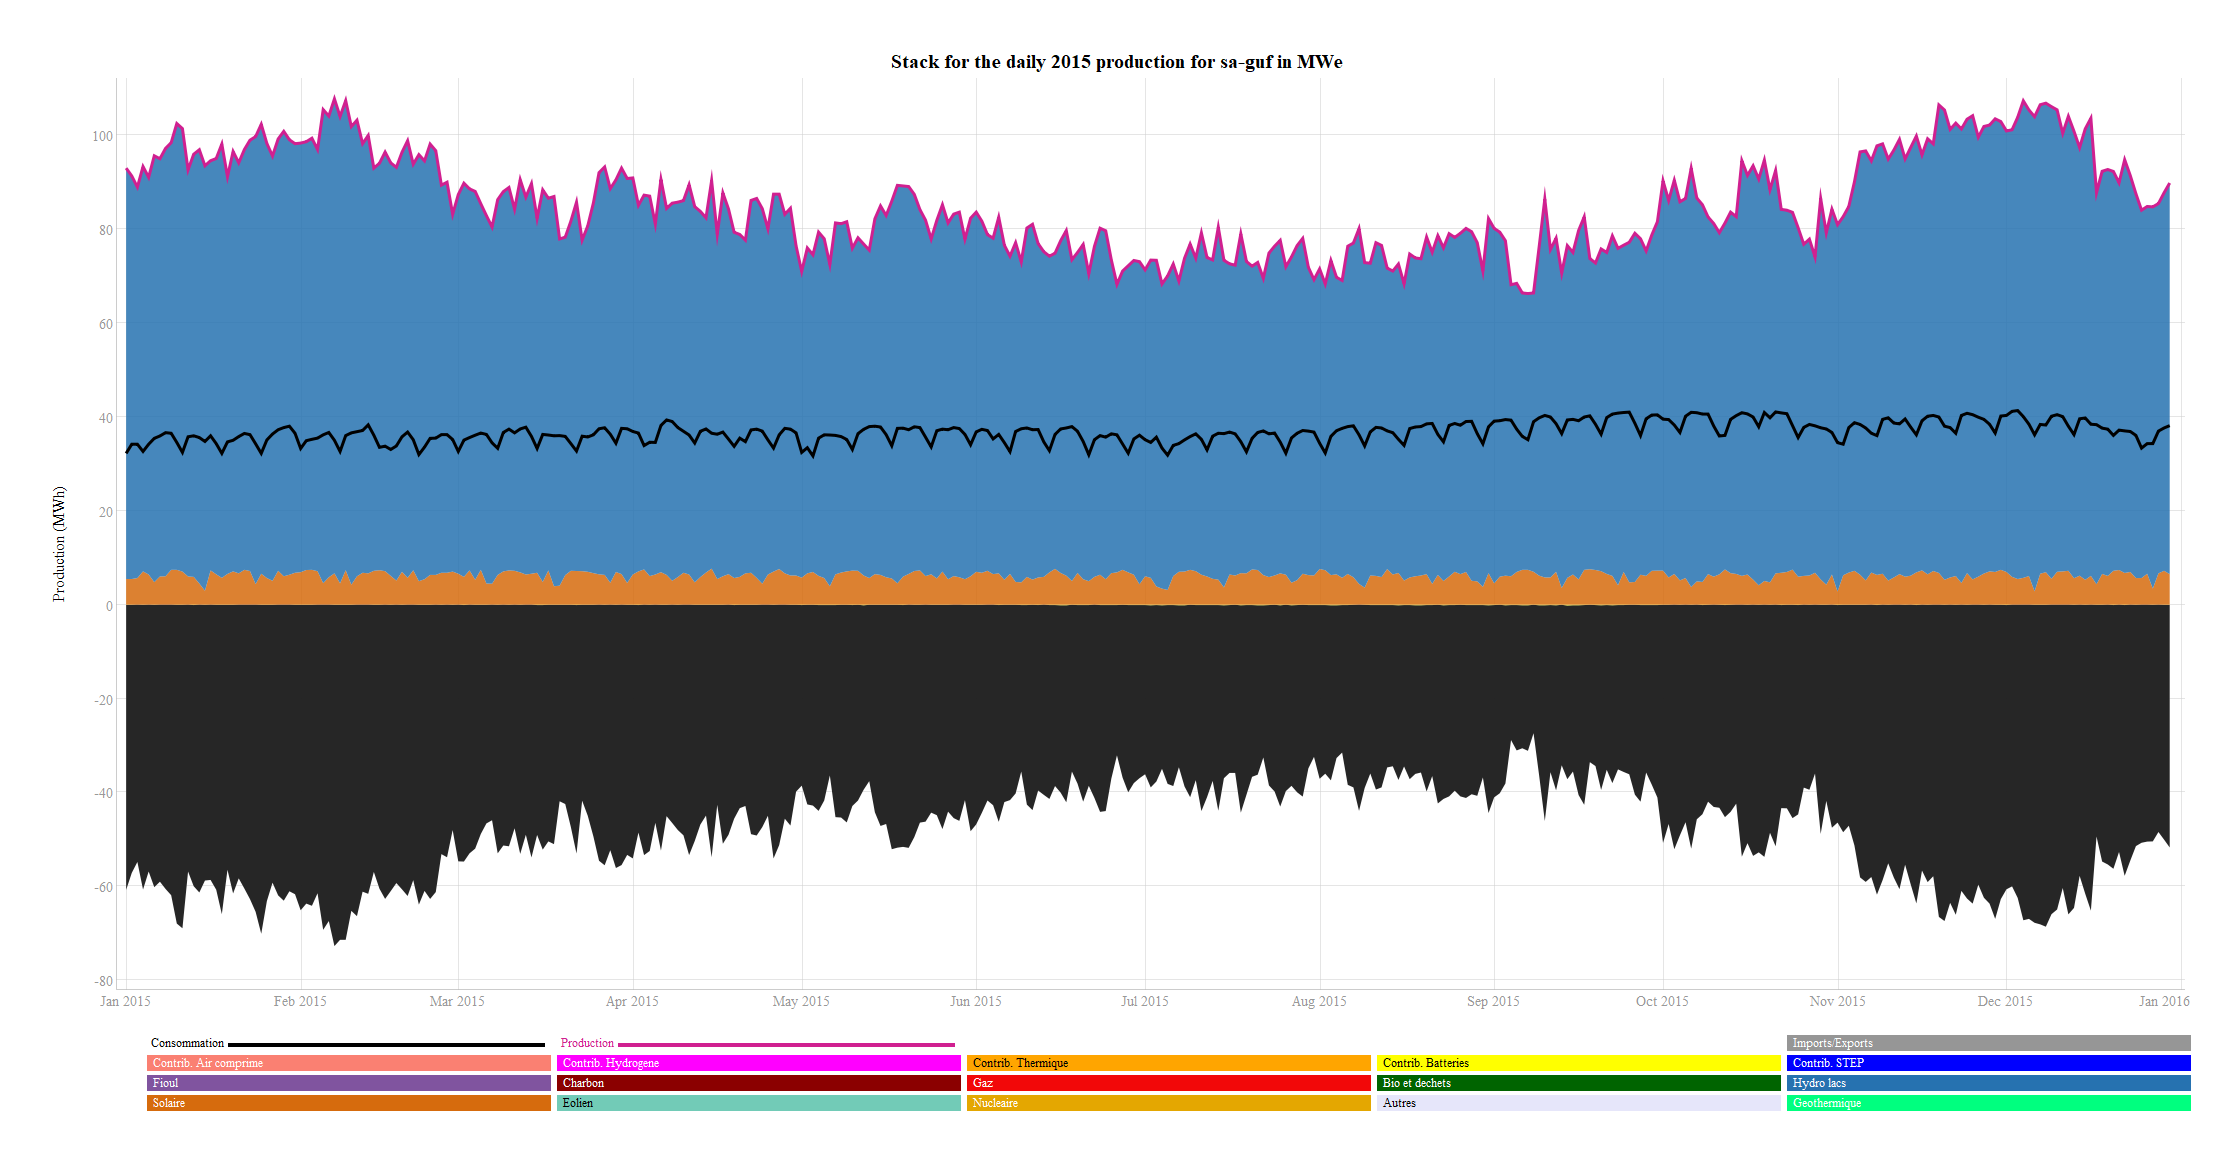 Stack for the daily 2015 production for sa-guf in MWe
Production (MWh)
100
80
60
40
20
0
-20
-40
-60
-80
Jan 2015 Feb 2015 Mar 2015 Apr 2015 May 2015 Jun 2015 Jul 2015 Aug 2015 Sep 2015 Oct 2015 Nov 2015 Dec 2015 Jan 2016
Consommation Production Imports/Exports
Contrib. Air comprime Contrib. Hydrogene Contrib. Thermique Contrib. Batteries Contrib. STEP
Fioul Charbon Gaz Bio et dechets Hydro lacs
Solaire Eolien Nucleaire Autres Geothermique